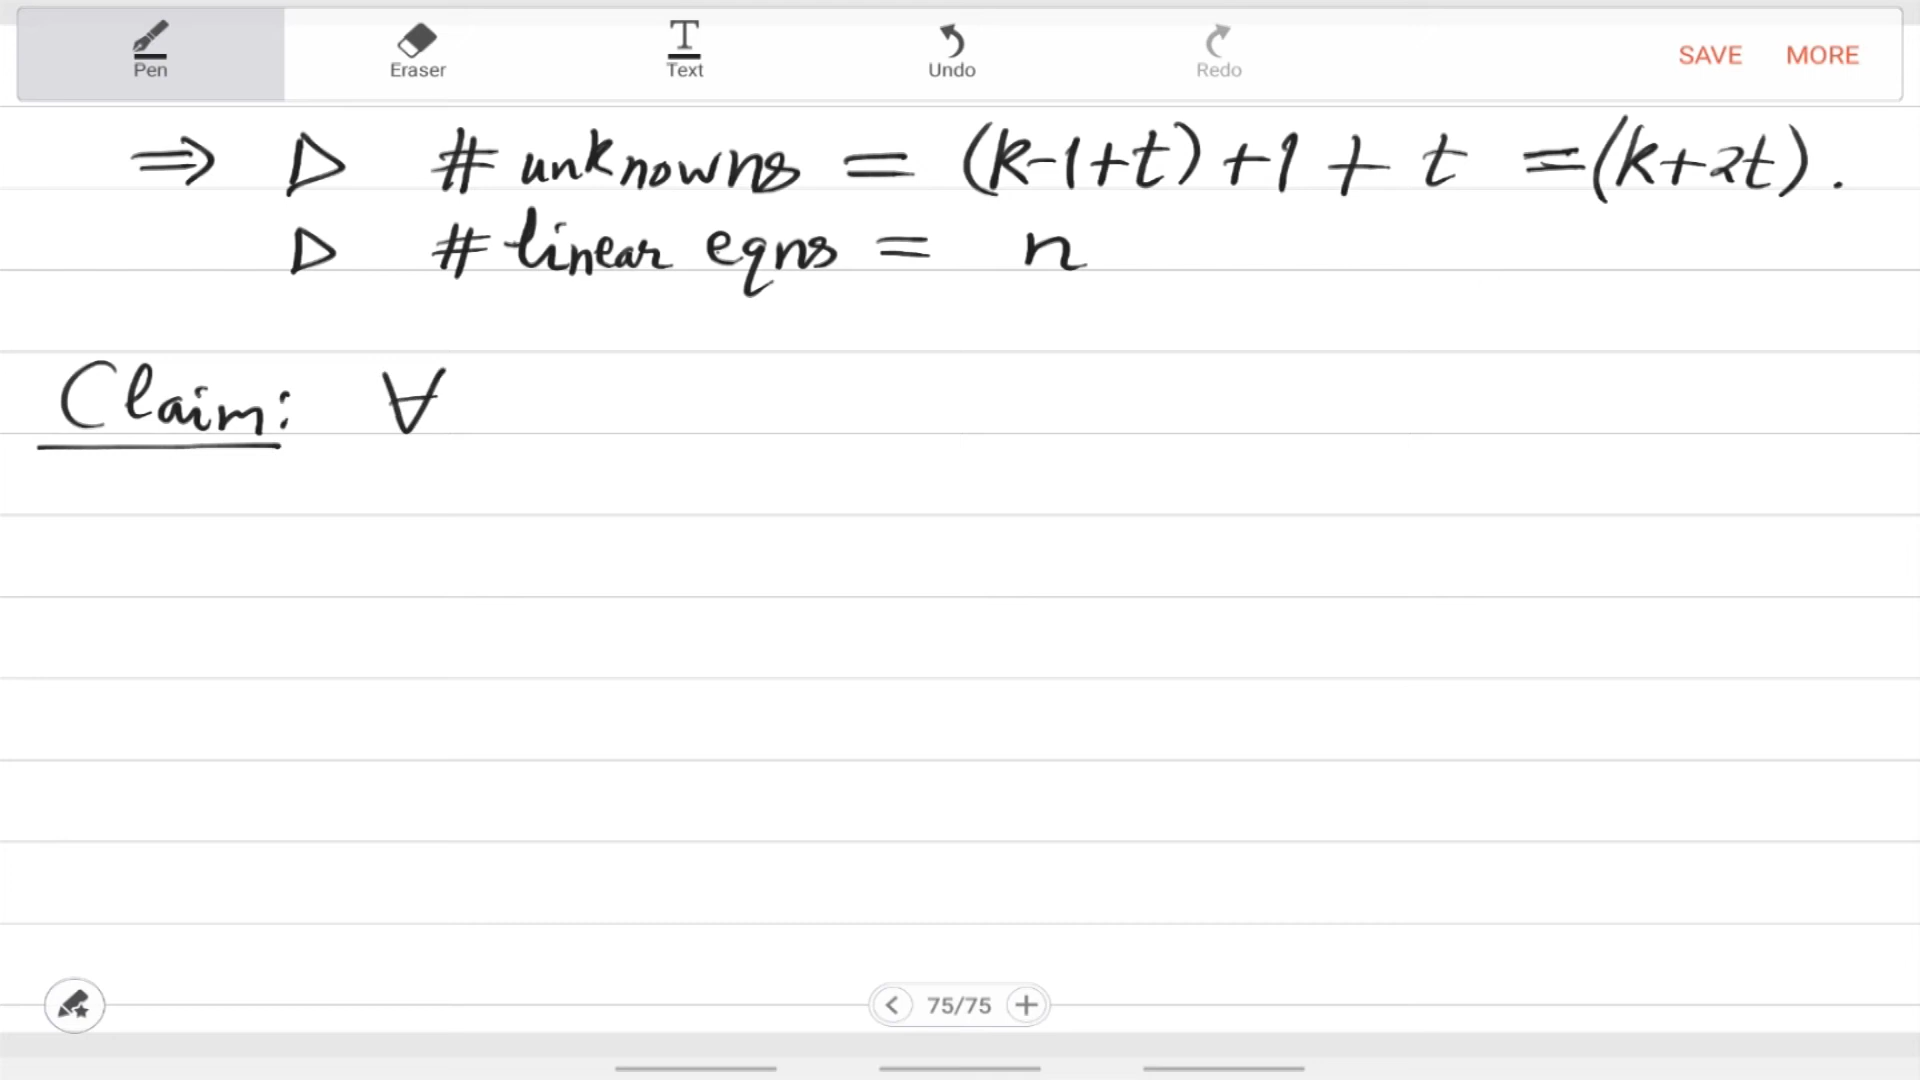 Pen Eraser Text Undo Redo SAVE MORE
⇒ ▷ # unknowns = (k-1+t)+1 + t =(k+2t).
▷ # linear eqns = n
Claim: ∀
75/75